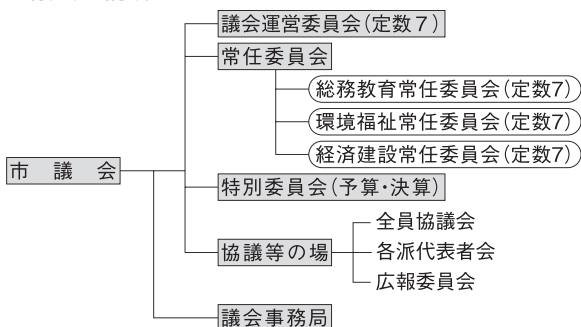 議会運営委員会(定数７)
常任委員会
総務教育常任委員会(定数7)
環境福祉常任委員会(定数7)
経済建設常任委員会(定数7)
市議会
特別委員会(予算・決算)
全員協議会
協議等の場
各派代表者会
広報委員会
議会事務局